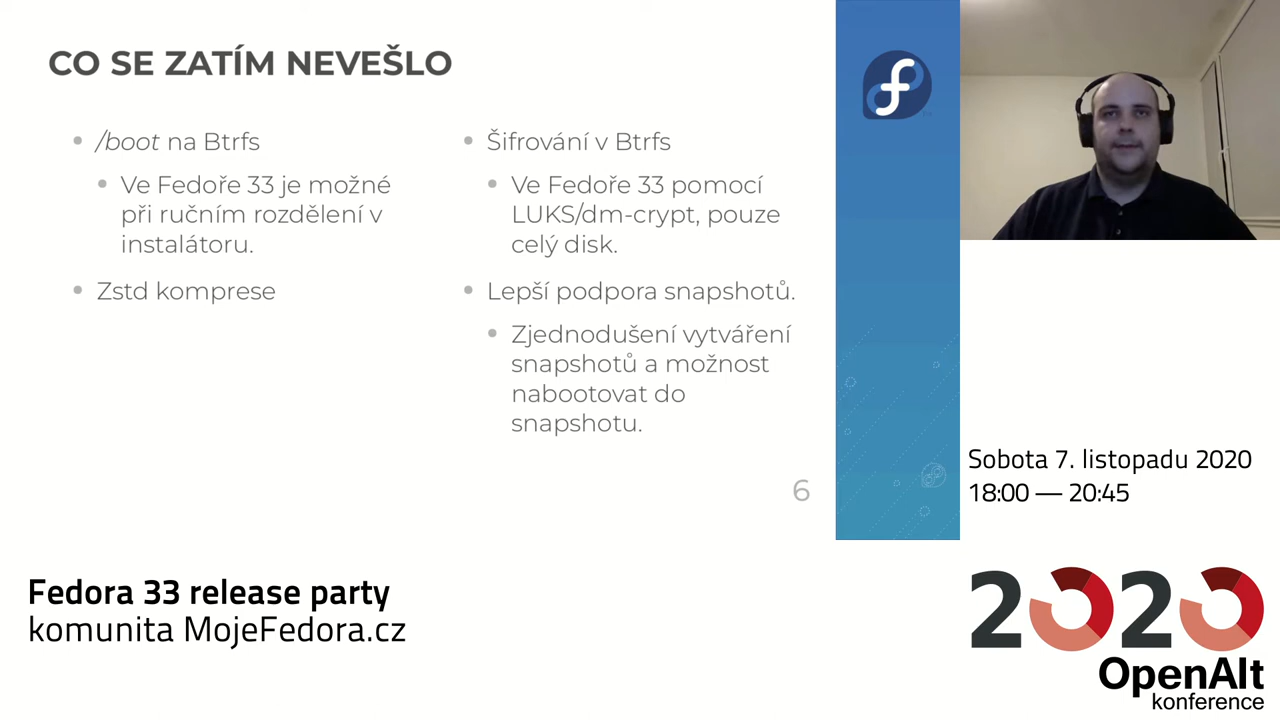 CO SE ZATÍM NEVEŠLO
/boot na Btrfs
Ve Fedoře 33 je možné
při ručním rozdělení v
instalátoru.
Zstd komprese
Šifrování v Btrfs
Ve Fedoře 33 pomocí
LUKS/dm-crypt, pouze
celý disk.
Lepší podpora snapshotů.
Zjednodušení vytváření
snapshotů a možnost
nabootovat do
snapshotu.
6
Sobota 7. listopadu 2020
18:00 — 20:45
Fedora 33 release party
komunita MojeFedora.cz
2020
OpenAlt
konference